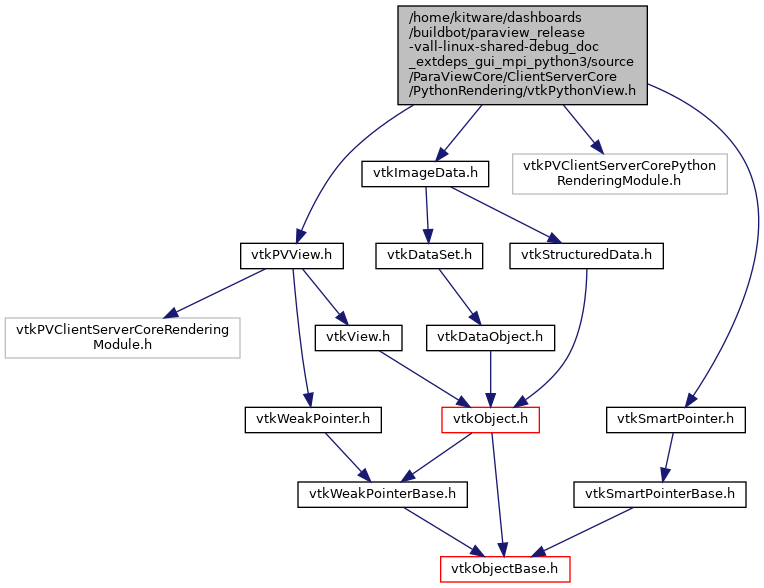 /home/kitware/dashboards
/buildbot/paraview_release
-vall-linux-shared-debug_doc
_extdeps_gui_mpi_python3/source
/ParaViewCore/ClientServerCore
/PythonRendering/vtkPythonView.h
vtkImageData.h
vtkPVClientServerCorePython
RenderingModule.h
vtkPVView.h
vtkDataSet.h
vtkStructuredData.h
vtkPVClientServerCoreRendering
Module.h
vtkView.h
vtkDataObject.h
vtkWeakPointer.h
vtkObject.h
vtkSmartPointer.h
vtkWeakPointerBase.h
vtkSmartPointerBase.h
vtkObjectBase.h